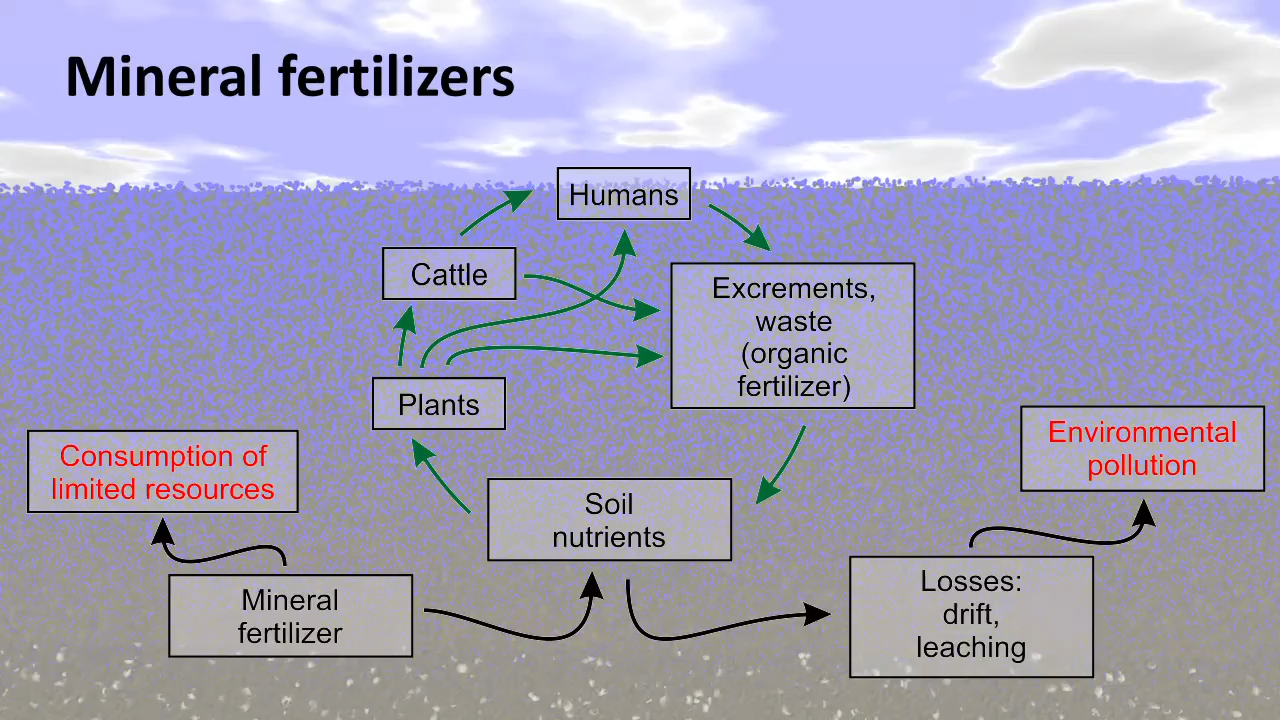 Mineral fertilizers
Humans
Cattle
Excrements,
waste
(organic
fertilizer)
Plants
Consumption of
limited resources
Environmental
pollution
Soil
nutrients
Mineral
fertilizer
Losses:
drift,
leaching